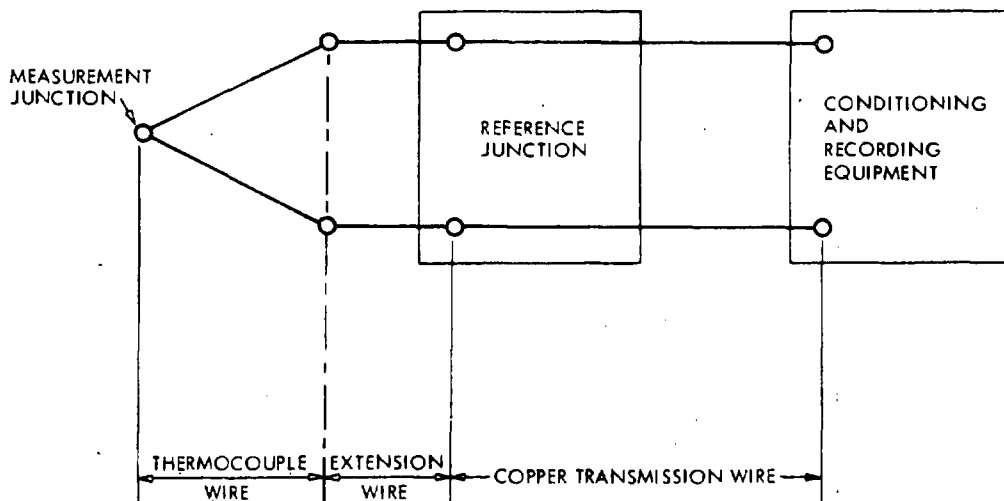 MEASUREMENT
JUNCTION
REFERENCE
JUNCTION
CONDITIONING
AND
RECORDING
EQUIPMENT
THERMOCOUPLE
WIRE
EXTENSION
WIRE
COPPER TRANSMISSION WIRE